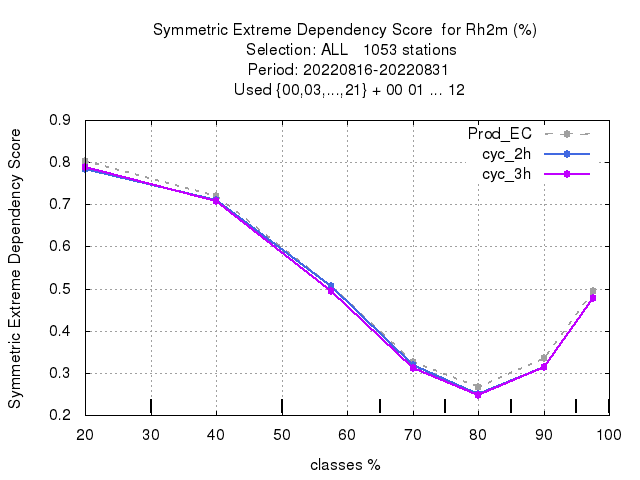 Symmetric Extreme Dependency Score  for Rh2m (%)
Selection: ALL   1053 stations
Period: 20220816-20220831
Used {00,03,...,21} + 00 01 ... 12
Symmetric Extreme Dependency Score
0.9
0.8
0.7
0.6
0.5
0.4
0.3
0.2
Prod_EC
cyc_2h
cyc_3h
20 30 40 50 60 70 80 90 100
classes %